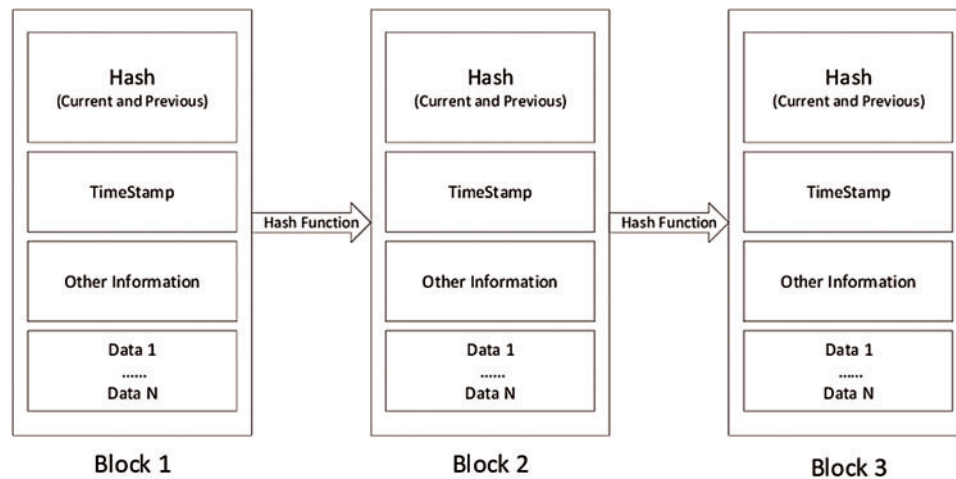 Hash
(Current and Previous)
TimeStamp
Other Information
Data 1
......
Data N
Block 1
Hash Function
Hash
(Current and Previous)
TimeStamp
Other Information
Data 1
......
Data N
Block 2
Hash Function
Hash
(Current and Previous)
TimeStamp
Other Information
Data 1
......
Data N
Block 3